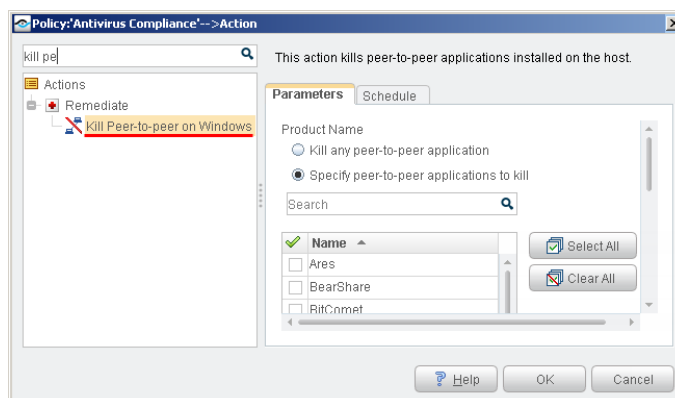 Policy:'Antivirus Compliance'-->Action
kill pe
Actions
Remediate
Kill Peer-to-peer on Windows
This action kills peer-to-peer applications installed on the host.
Parameters
Schedule
Product Name
Kill any peer-to-peer application
Specify peer-to-peer applications to kill
Search
Name
Ares
BearShare
BitComet
Select All
Clear All
Help
OK
Cancel